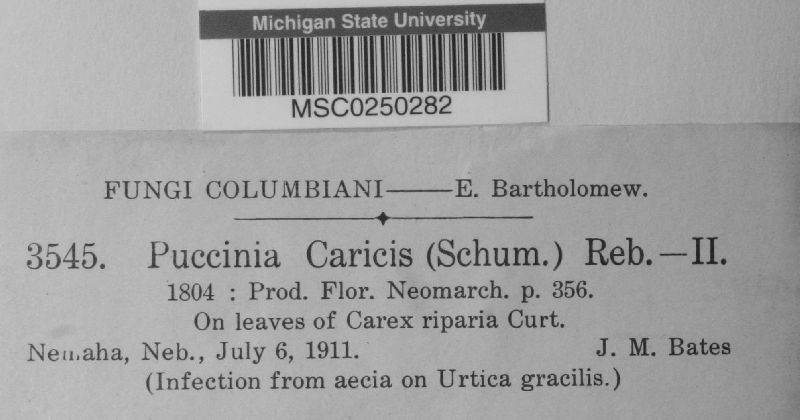 Michigan State University
MSC0250282
FUNGI COLUMBIANI——E. Bartholomew.
3545. Puccinia Caricis (Schum.) Reb.—II.
1804 : Prod. Flor. Neomarch. p. 356.
On leaves of Carex riparia Curt.
Nemaha, Neb., July 6, 1911. J. M. Bates
(Infection from aecia on Urtica gracilis.)